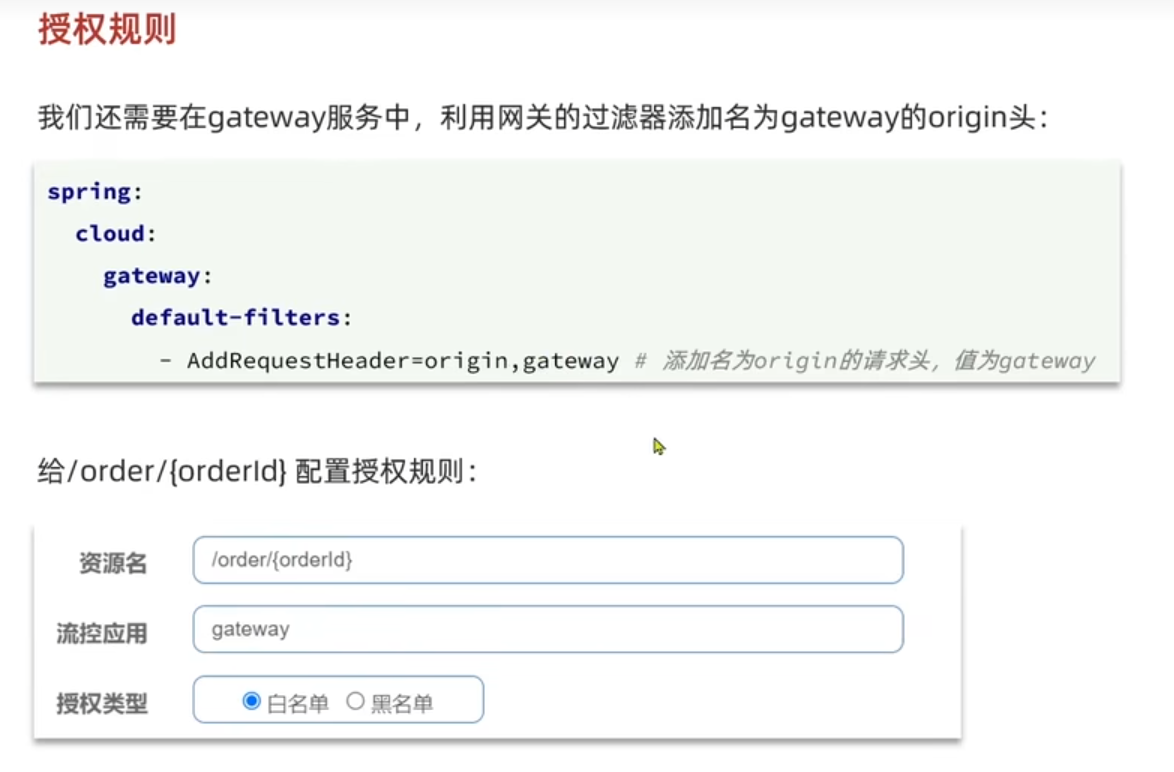 授权规则
我们还需要在gateway服务中，利用网关的过滤器添加名为gateway的origin头：
spring:
  cloud:
    gateway:
      default-filters:
        - AddRequestHeader=origin,gateway # 添加名为origin的请求头，值为gateway
给/order/{orderId} 配置授权规则：
资源名 /order/{orderId}
流控应用 gateway
授权类型 白名单 黑名单